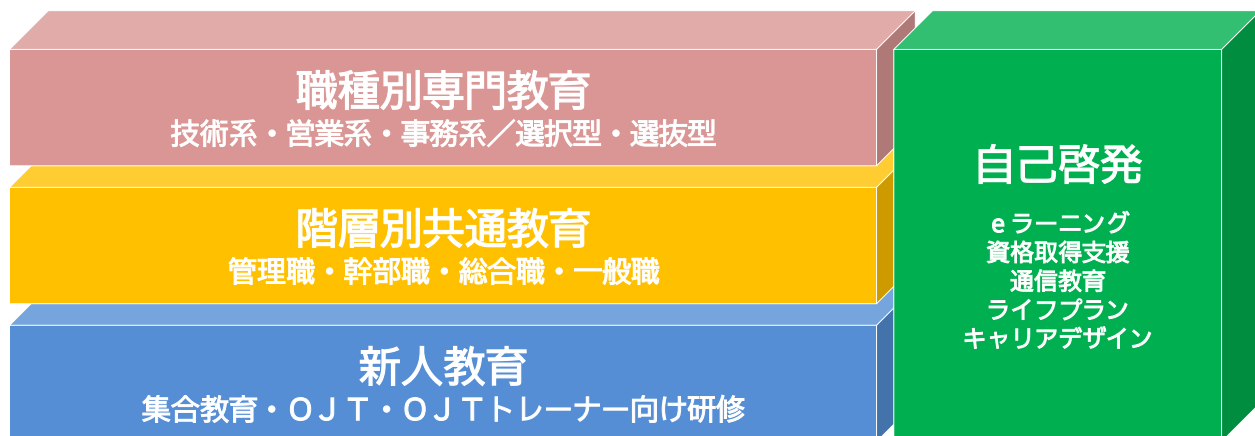 職種別専門教育
技術系・営業系・事務系／選択型・選抜型
階層別共通教育
管理職・幹部職・総合職・一般職
新人教育
集合教育・ＯＪＴ・ＯＪＴトレーナー向け研修
自己啓発
ｅラーニング
資格取得支援
通信教育
ライフプラン
キャリアデザイン